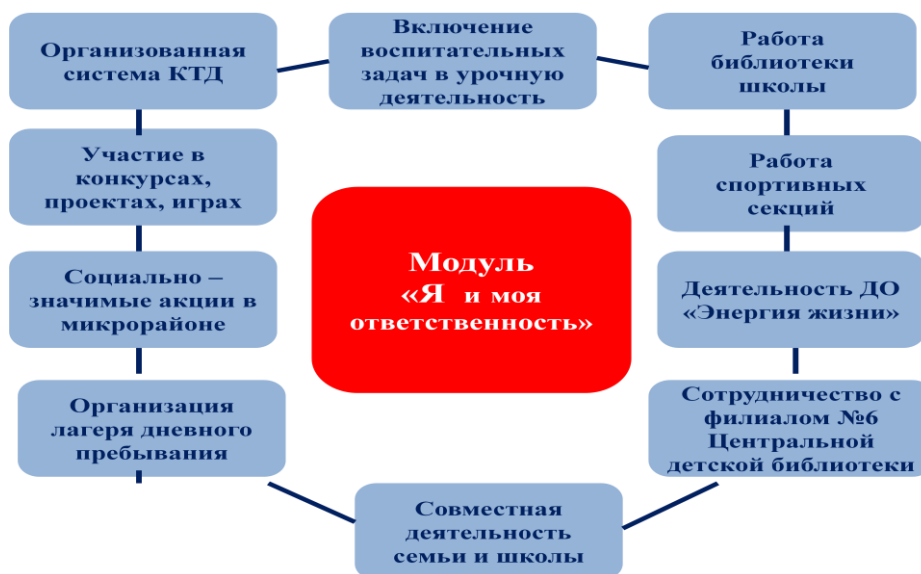 Организованная
система КТД
Включение
воспитательных
задач в урочную
деятельность
Работа
библиотеки
школы
Участие в
конкурсах,
проектах, играх
Работа
спортивных
секций
Модуль
«Я и моя
ответственность»
Социально –
значимые акции в
микрорайоне
Деятельность ДО
«Энергия жизни»
Организация
лагеря дневного
пребывания
Сотрудничество с
филиалом №6
Центральной
детской библиотеки
Совместная
деятельность
семьи и школы